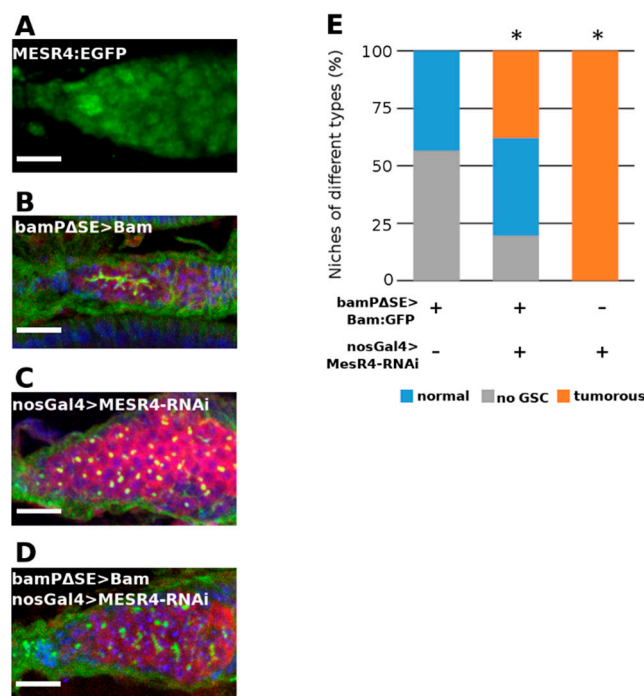 A
MESR4:EGFP
B
bamPΔSE>Bam
C
nosGal4>MESR4-RNAi
D
bamPΔSE>Bam
nosGal4>MESR4-RNAi
E
* *
Niches of different types (%)
100
75
50
25
0
bamPΔSE>
Bam:GFP
+ + –
nosGal4>
MesR4-RNAi
– + +
normal no GSC tumorous